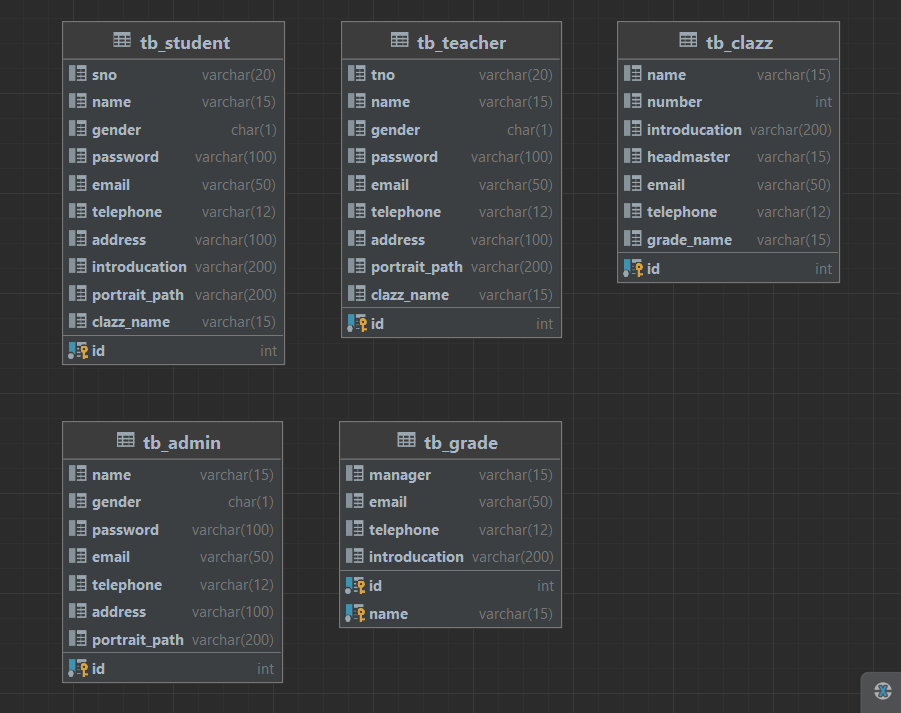 tb_student
sno varchar(20)
name varchar(15)
gender char(1)
password varchar(100)
email varchar(50)
telephone varchar(12)
address varchar(100)
introducation varchar(200)
portrait_path varchar(200)
clazz_name varchar(15)
id int
tb_teacher
tno varchar(20)
name varchar(15)
gender char(1)
password varchar(100)
email varchar(50)
telephone varchar(12)
address varchar(100)
portrait_path varchar(200)
clazz_name varchar(15)
id int
tb_clazz
name varchar(15)
number int
introducation varchar(200)
headmaster varchar(15)
email varchar(50)
telephone varchar(12)
grade_name varchar(15)
id int
tb_admin
name varchar(15)
gender char(1)
password varchar(100)
email varchar(50)
telephone varchar(12)
address varchar(100)
portrait_path varchar(200)
id int
tb_grade
manager varchar(15)
email varchar(50)
telephone varchar(12)
introducation varchar(200)
id int
name varchar(15)